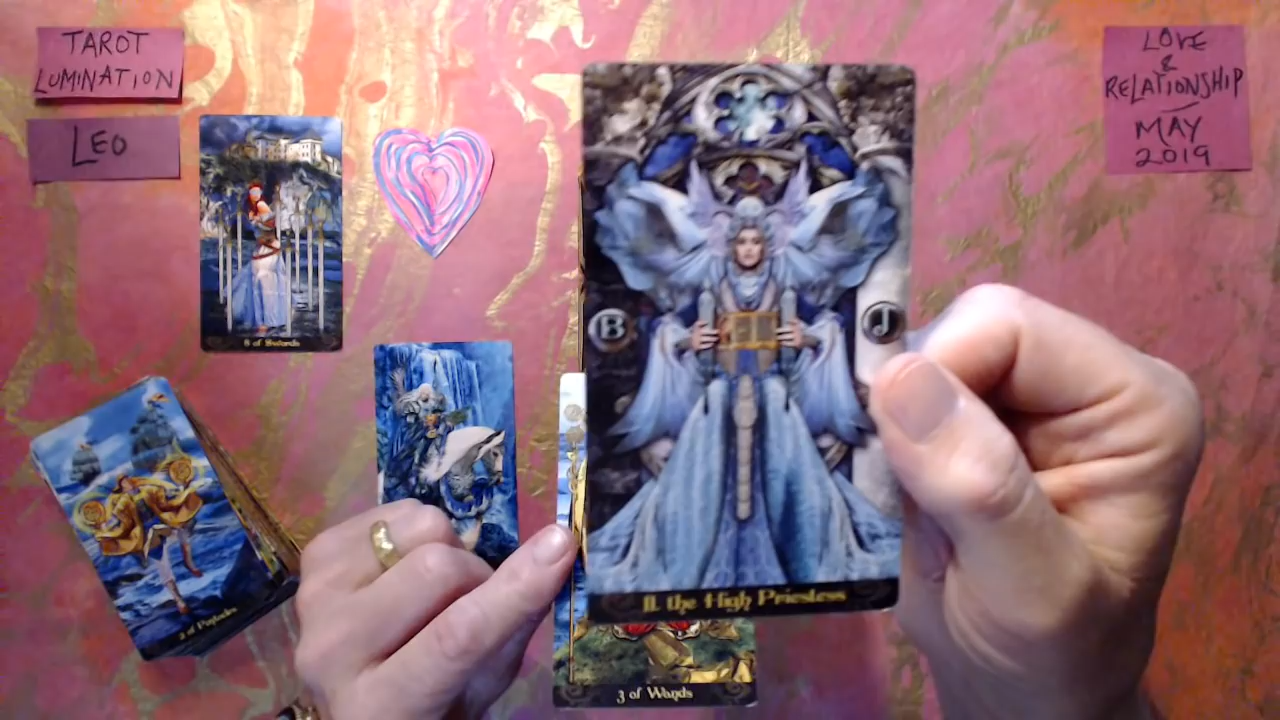 TAROT
LUMINATION
LEO
LOVE
&
RELATIONSHIP
MAY
2019
8 of Swords
B
J
II. the High Priestess
2 of Pentacles
3 of Wands